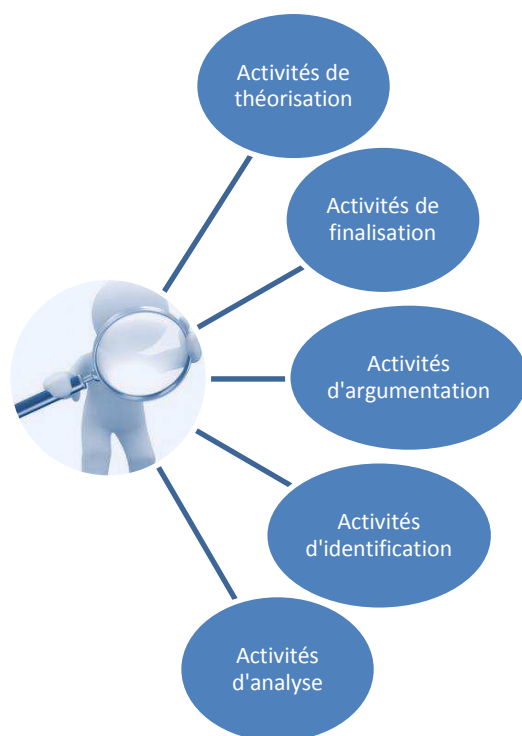 Activités de
théorisation
Activités de
finalisation
Activités
d'argumentation
Activités
d'identification
Activités
d'analyse